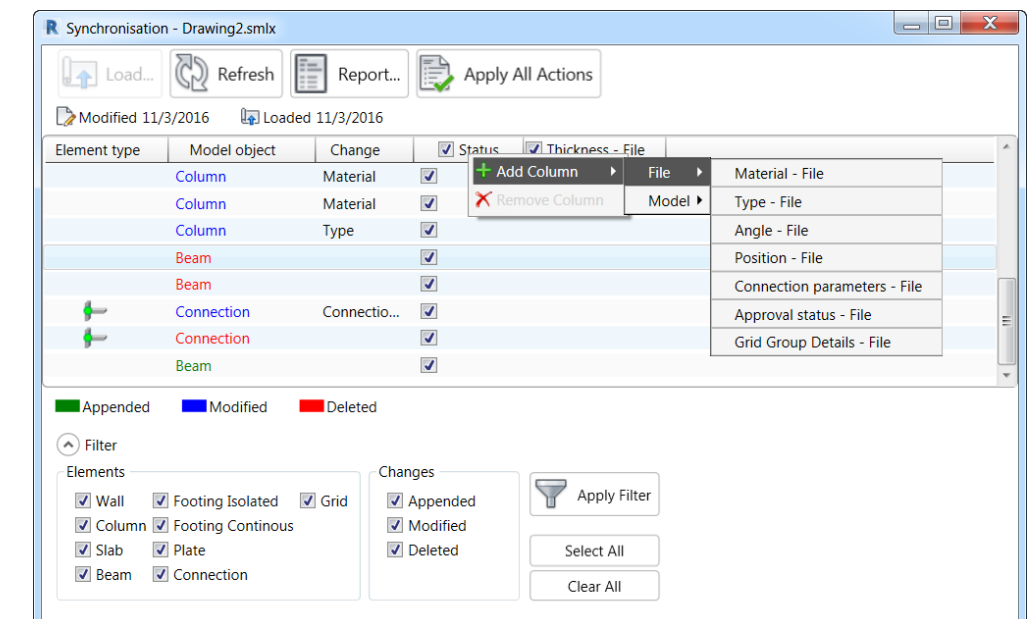 R Synchronisation - Drawing2.smlx
Load... Refresh Report... Apply All Actions
Modified 11/3/2016 Loaded 11/3/2016
Element type Model object Change Status Thickness - File
Column Material
Column Material
Column Type
Beam
Beam
Connection Connectio...
Connection
Beam
Add Column File
Remove Column Model
Material - File
Type - File
Angle - File
Position - File
Connection parameters - File
Approval status - File
Grid Group Details - File
Appended Modified Deleted
Filter
Elements
Wall Footing Isolated Grid
Column Footing Continous
Slab Plate
Beam Connection
Changes
Appended
Modified
Deleted
Apply Filter
Select All
Clear All